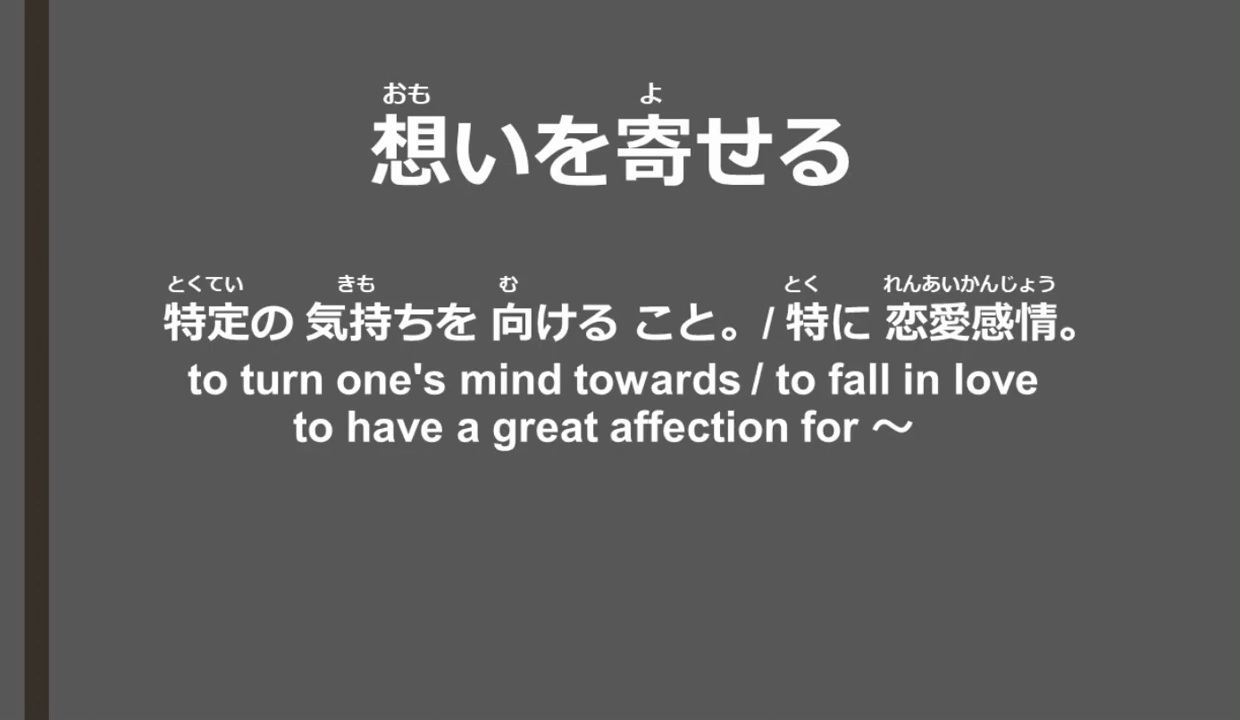 おも よ
想いを寄せる
とくてい きも む とく れんあいかんじょう
特定の 気持ちを 向ける こと。/ 特に 恋愛感情。
to turn one's mind towards / to fall in love
to have a great affection for ～